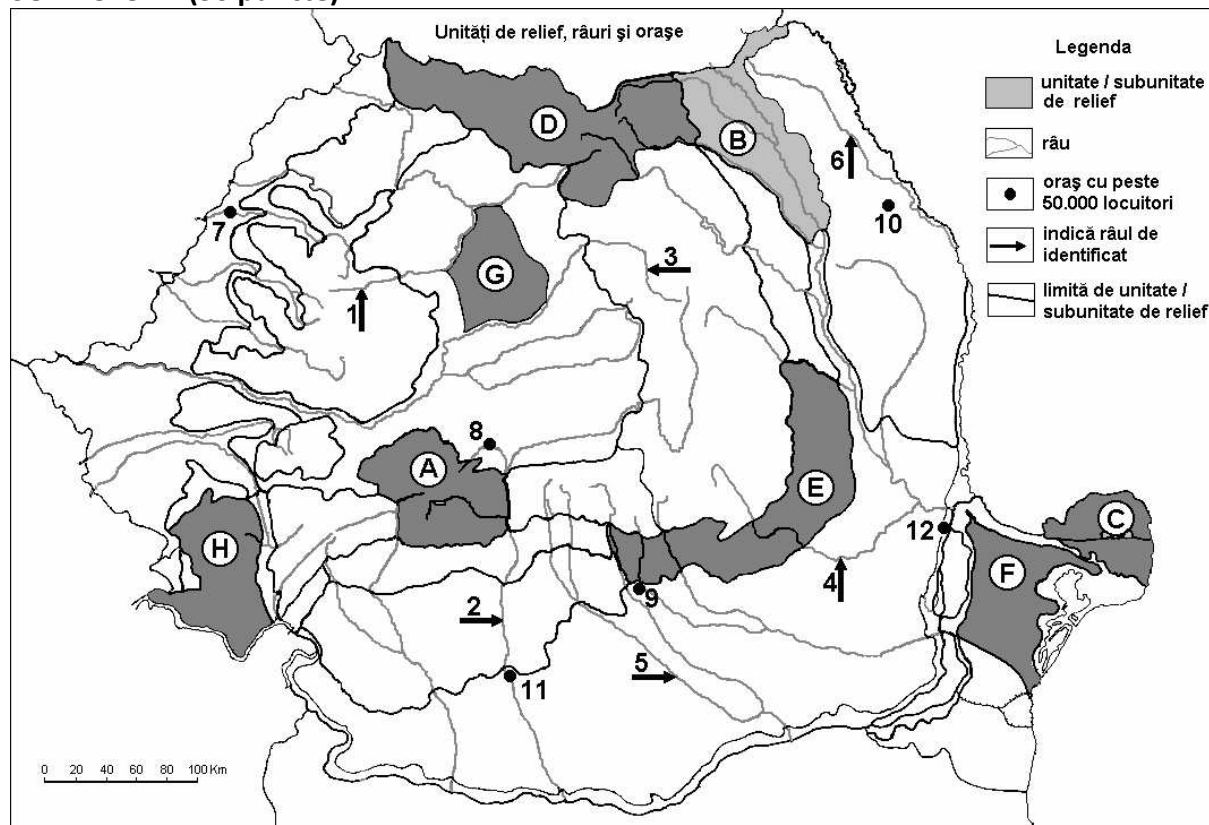 Unități de relief, râuri și orașe
Legenda
unitate / subunitate
de relief
râu
oraș cu peste
50.000 locuitori
indică râul de
identificat
limită de unitate /
subunitate de relief
D
B
6
7
10
G
3
1
8
A
E
C
12
H
F
4
9
2
5
11
0 20 40 60 80 100 Km